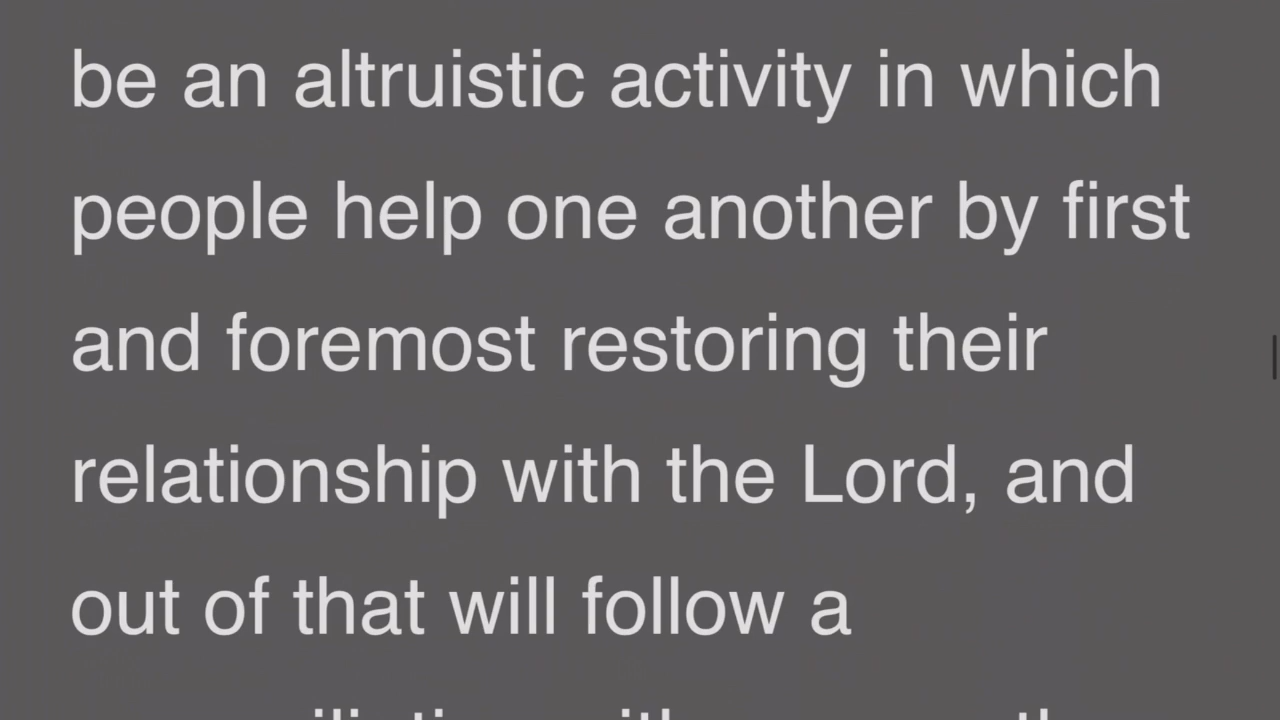 be an altruistic activity in which
people help one another by first
and foremost restoring their
relationship with the Lord, and
out of that will follow a